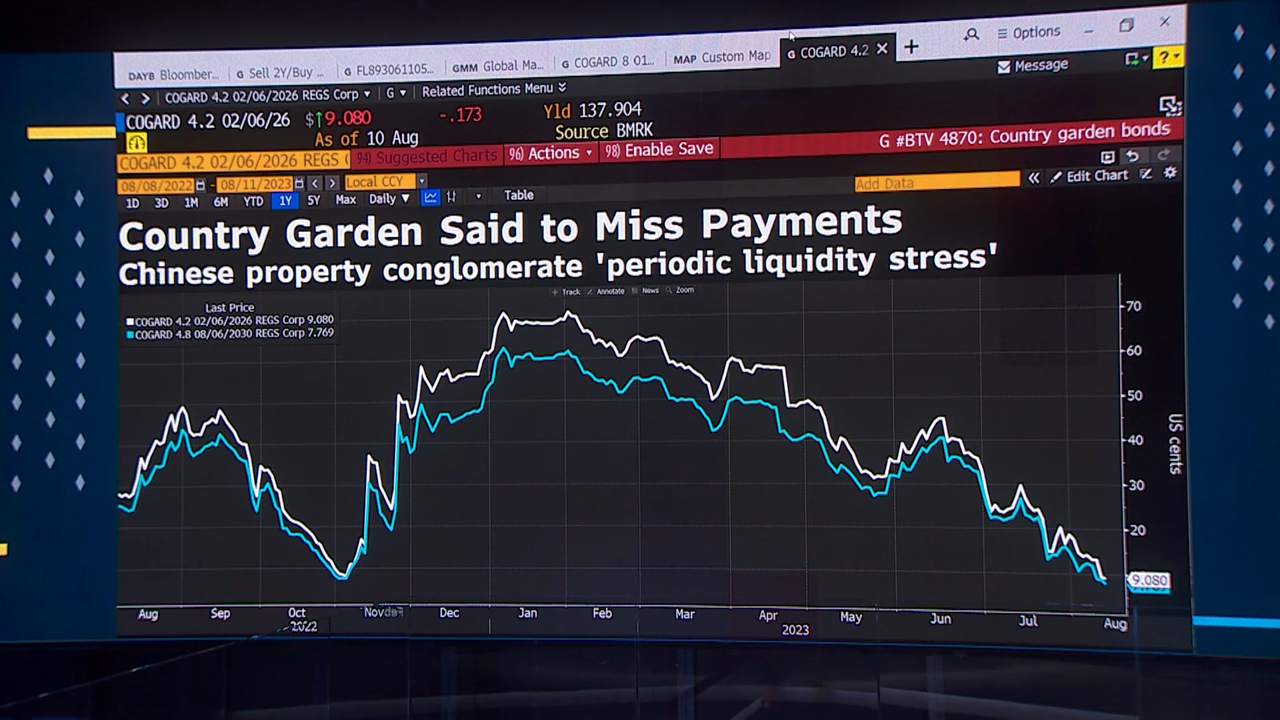 DAYB Bloomber... G Sell 2Y/Buy ... G FL893061105... GMM Global Ma... G COGARD 8 01... MAP Custom Map G COGARD 4.2 X + Options
Message ?
< > COGARD 4.2 02/06/2026 REGS Corp G Related Functions Menu
COGARD 4.2 02/06/26 $↑9.080 -.173 Yld 137.904
As of 10 Aug Source BMRK
COGARD 4.2 02/06/2026 REGS ( 94) Suggested Charts 96) Actions 98) Enable Save G #BTV 4870: Country garden bonds
08/08/2022 - 08/11/2023 < > Local CCY Add Data « Edit Chart
1D 3D 1M 6M YTD 1Y 5Y Max Daily ▼ Table
Country Garden Said to Miss Payments
Chinese property conglomerate 'periodic liquidity stress'
+ Track Annotate News Zoom
Last Price
COGARD 4.2 02/06/2026 REGS Corp 9.080
COGARD 4.8 08/06/2030 REGS Corp 7.769
70
60
50
40
30
20
US cents
9.080
Aug Sep Oct Nov Dec Jan Feb Mar Apr May Jun Jul Aug
2022 2023